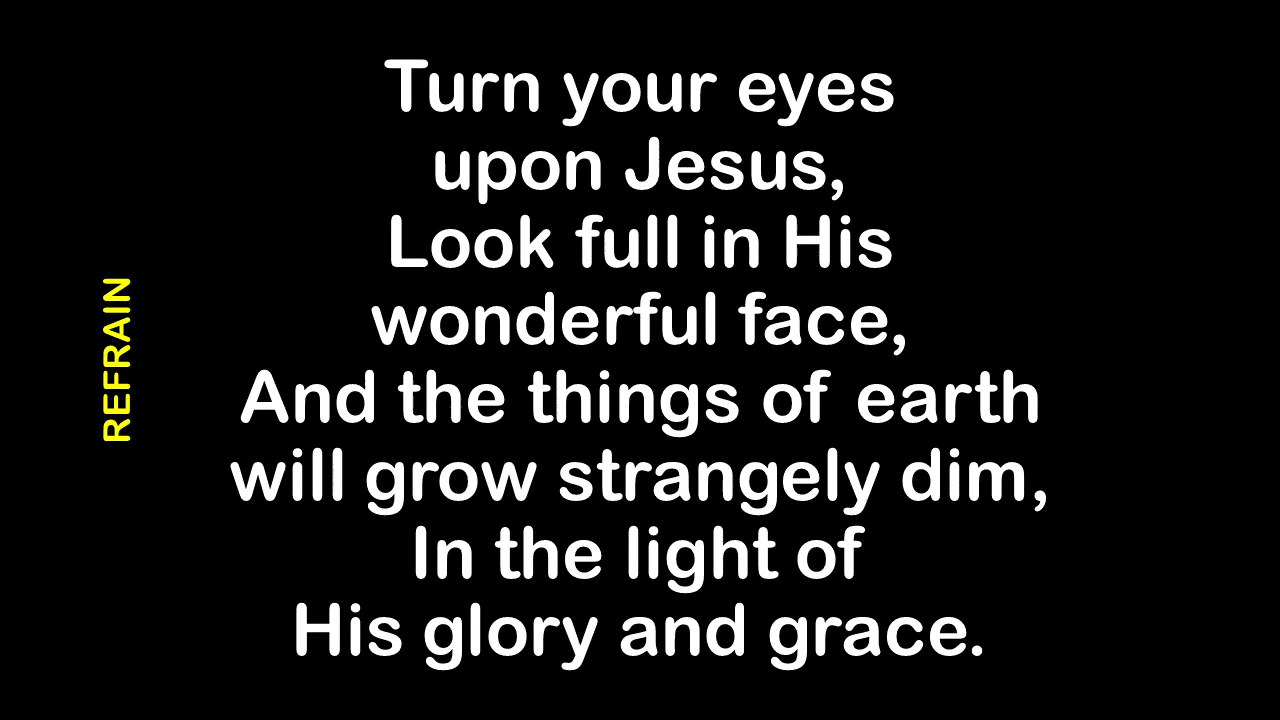 REFRAIN
Turn your eyes
upon Jesus,
Look full in His
wonderful face,
And the things of earth
will grow strangely dim,
In the light of
His glory and grace.